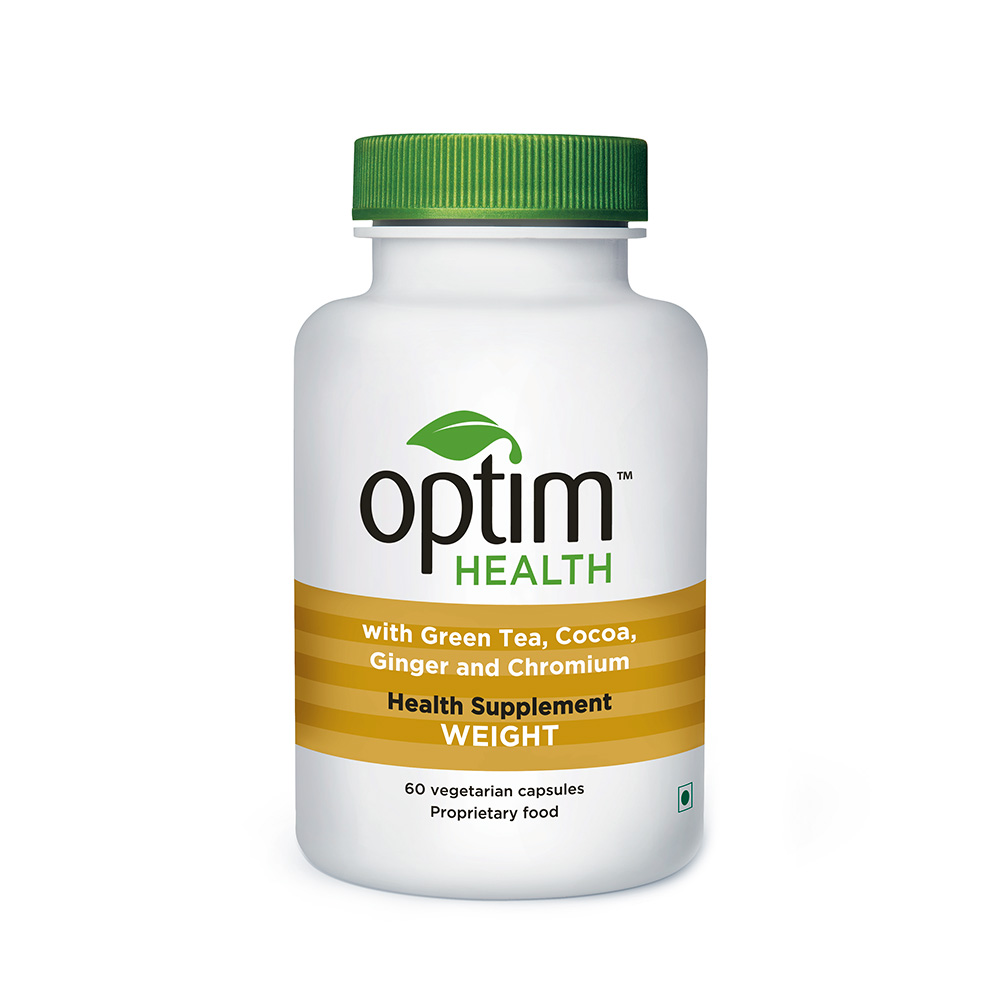 optim™
HEALTH
with Green Tea, Cocoa,
Ginger and Chromium
Health Supplement
WEIGHT
60 vegetarian capsules
Proprietary food